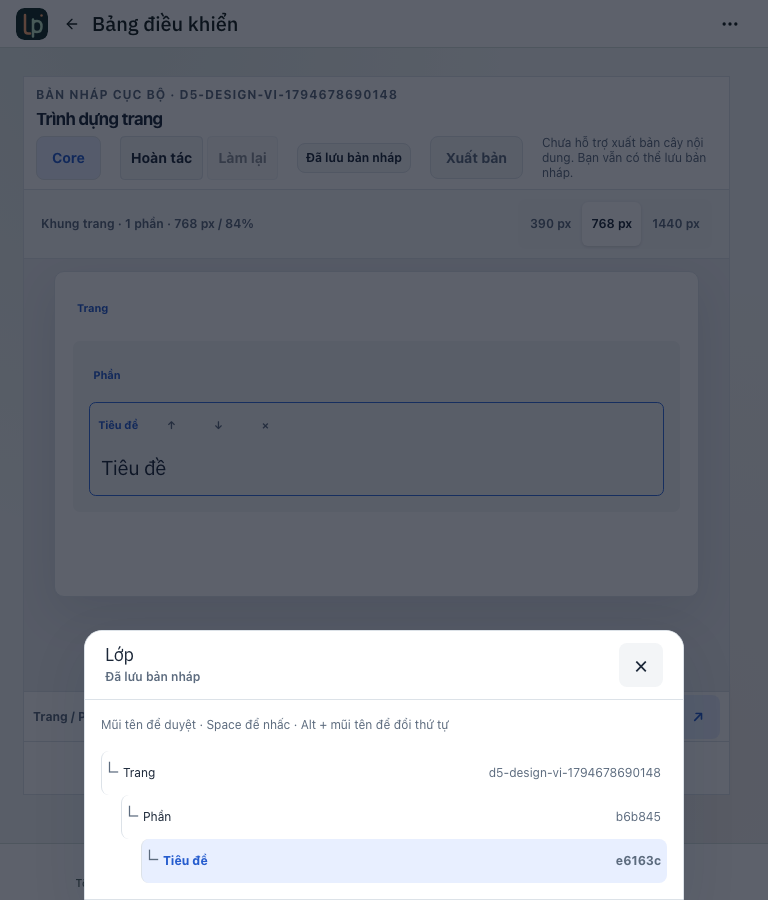 lp
Bảng điều khiển
BẢN NHÁP CỤC BỘ · D5-DESIGN-VI-1794678690148
Trình dựng trang
Core
Hoàn tác
Làm lại
Đã lưu bản nháp
Xuất bản
Chưa hỗ trợ xuất bản cây nội
dung. Bạn vẫn có thể lưu bản
nháp.
Khung trang · 1 phần · 768 px / 84%
390 px
768 px
1440 px
Trang
Phần
Tiêu đề
Tiêu đề
Lớp
Đã lưu bản nháp
Trang / P
Mũi tên để duyệt · Space để nhấc · Alt + mũi tên để đổi thứ tự
Trang
d5-design-vi-1794678690148
Phần
b6b845
Tiêu đề
e6163c